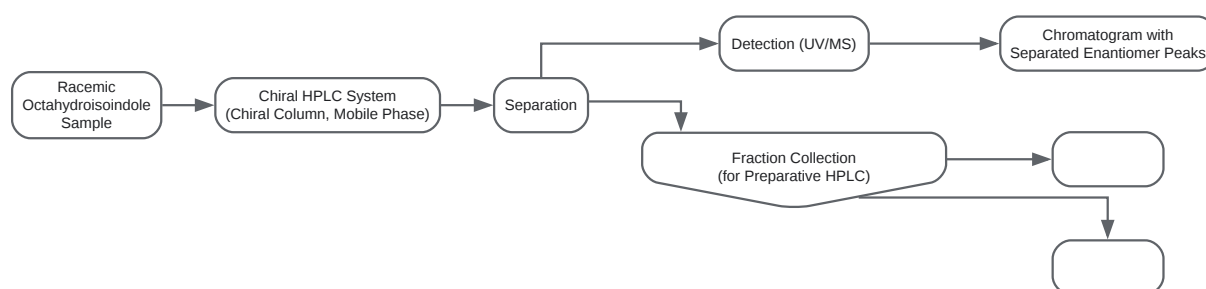 Racemic
Octahydroisoindole
Sample
Chiral HPLC System
(Chiral Column, Mobile Phase)
Separation
Detection (UV/MS)
Chromatogram with
Separated Enantiomer Peaks
Fraction Collection
(for Preparative HPLC)